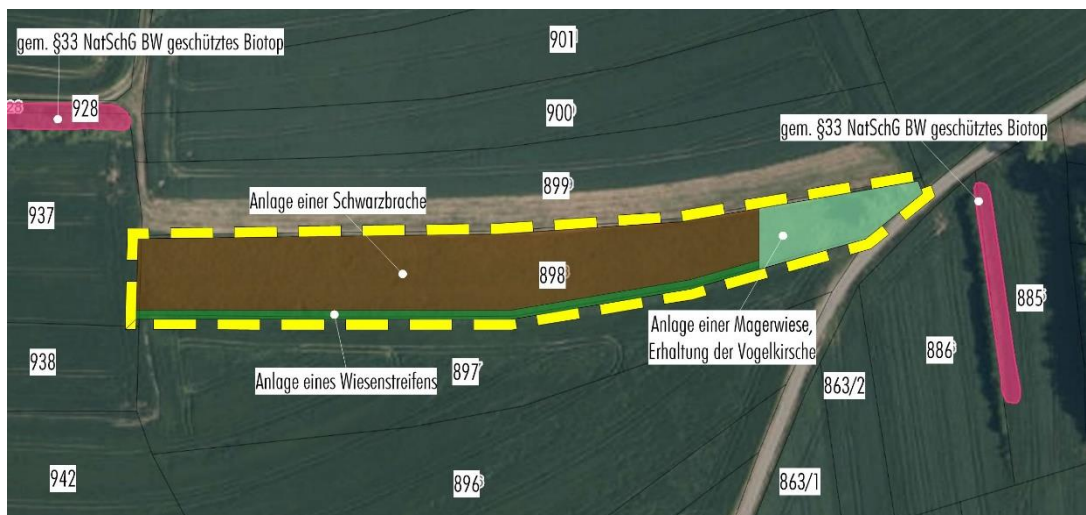 gem. §33 NatSchG BW geschütztes Biotop
901
928
900
gem. §33 NatSchG BW geschütztes Biotop
899
Anlage einer Schwarzbrache
937
898
885
Anlage einer Magerwiese,
Erhaltung der Vogelkirsche
886
938
Anlage eines Wiesenstreifens
897
863/2
942
896
863/1